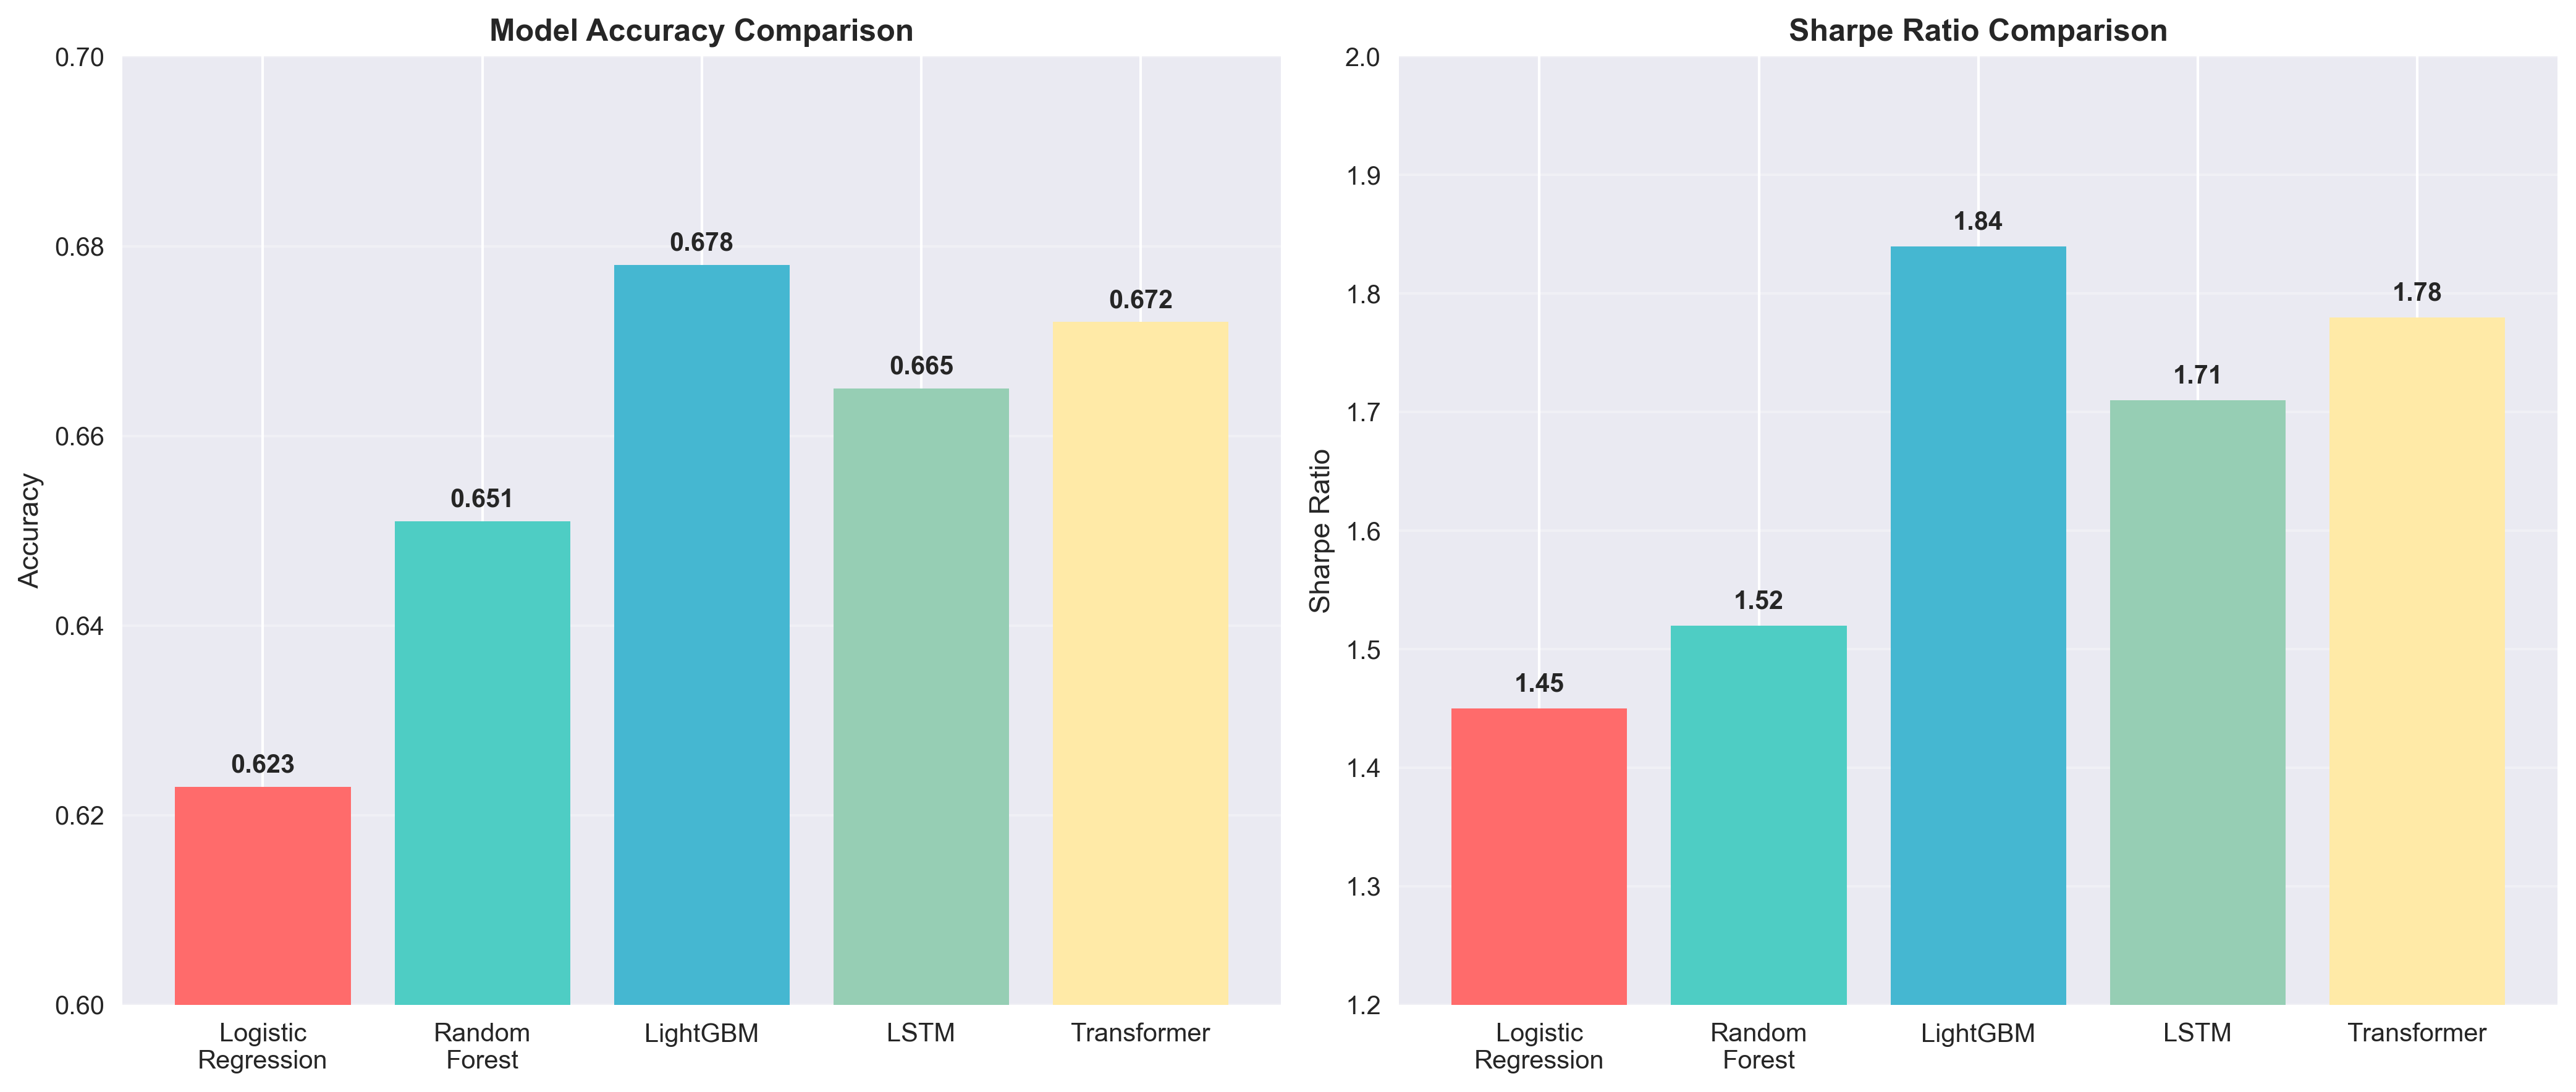 Model Accuracy Comparison
Accuracy
0.70
0.68
0.66
0.64
0.62
0.60
0.623
0.651
0.678
0.665
0.672
Logistic
Regression
Random
Forest
LightGBM
LSTM
Transformer
Sharpe Ratio Comparison
Sharpe Ratio
2.0
1.9
1.8
1.7
1.6
1.5
1.4
1.3
1.2
1.45
1.52
1.84
1.71
1.78
Logistic
Regression
Random
Forest
LightGBM
LSTM
Transformer